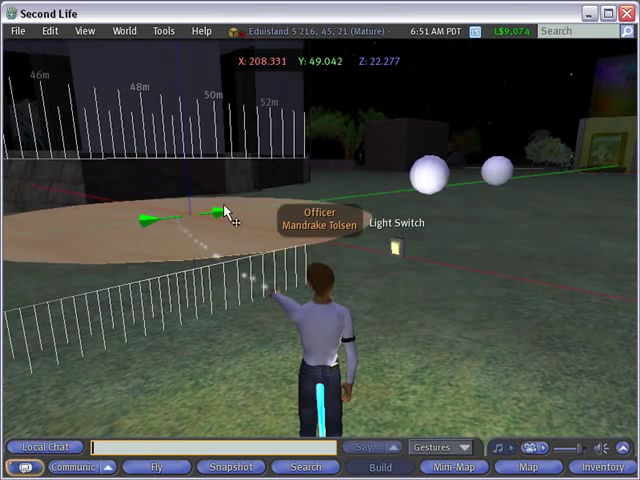 Second Life
File Edit View World Tools Help Eduisland 5 216, 45, 21 (Mature) - 6:51 AM PDT L$9,074 Search
X: 208.331 Y: 49.042 Z: 22.277
46m
48m
50m
52m
Officer
Mandrake Tolsen
Light Switch
Local Chat Say Gestures
Communic Fly Snapshot Search Build Mini-Map Map Inventory